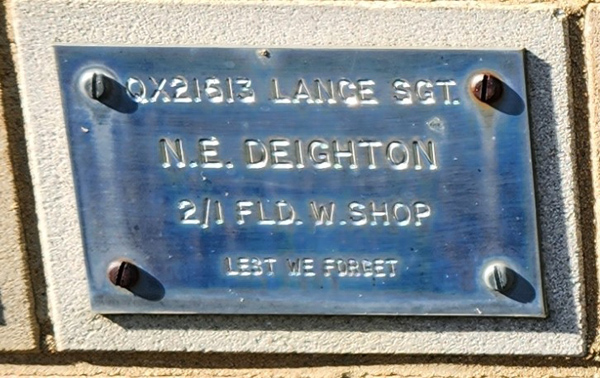 QX21513 LANCE SGT.
N.E. DEIGHTON
2/1 FLD. W.SHOP
LEST WE FORGET